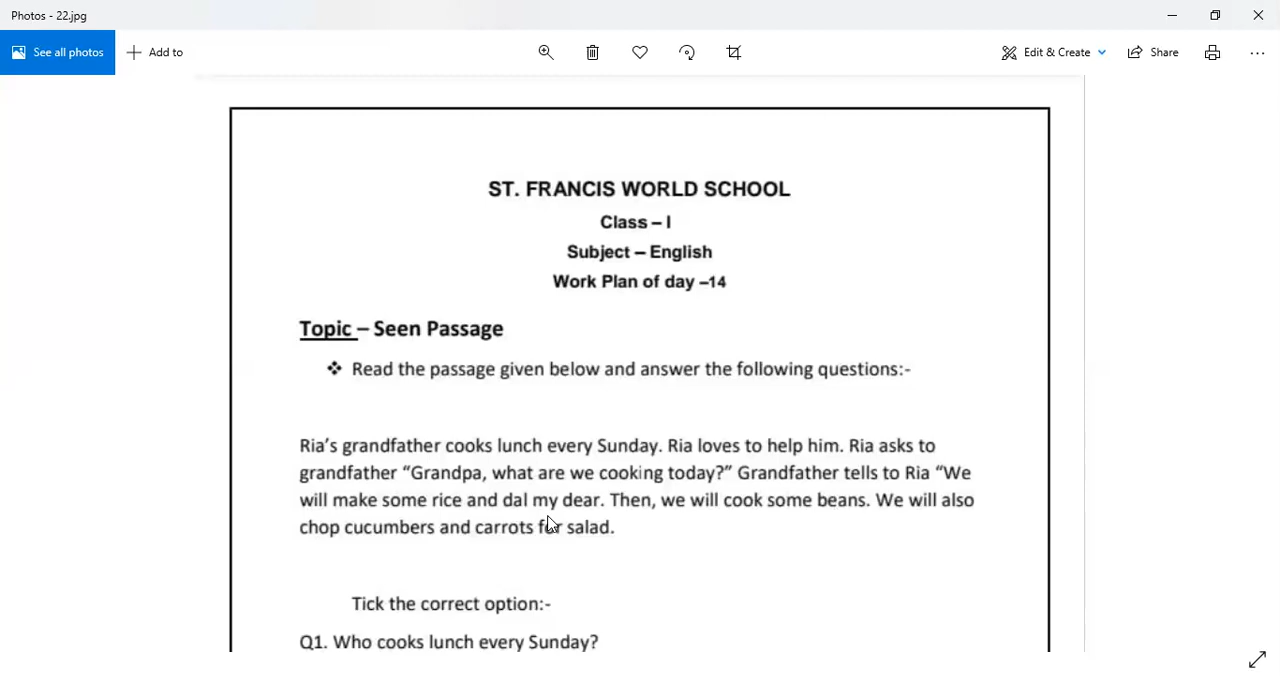 Photos - 22.jpg
See all photos
Add to
Edit & Create
Share
ST. FRANCIS WORLD SCHOOL
Class – I
Subject – English
Work Plan of day –14
Topic – Seen Passage
❖ Read the passage given below and answer the following questions:-
Ria's grandfather cooks lunch every Sunday. Ria loves to help him. Ria asks to
grandfather "Grandpa, what are we cooking today?" Grandfather tells to Ria "We
will make some rice and dal my dear. Then, we will cook some beans. We will also
chop cucumbers and carrots for salad.
Tick the correct option:-
Q1. Who cooks lunch every Sunday?